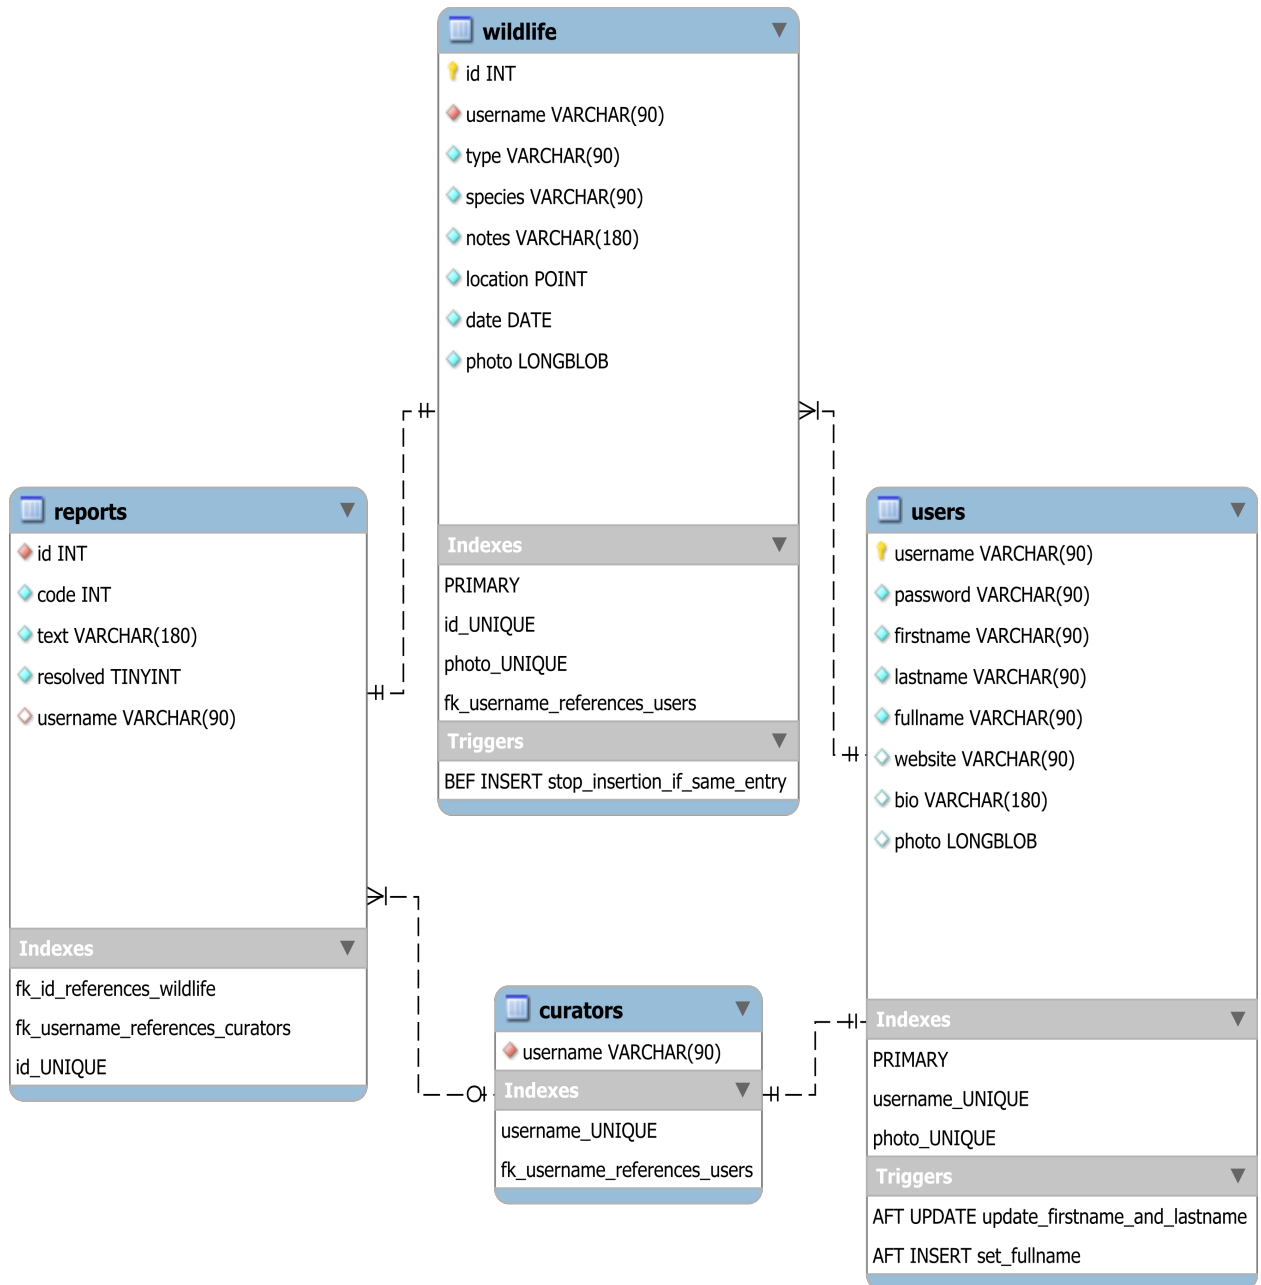 wildlife
id INT
username VARCHAR(90)
type VARCHAR(90)
species VARCHAR(90)
notes VARCHAR(180)
location POINT
date DATE
photo LONGBLOB
Indexes
PRIMARY
id_UNIQUE
photo_UNIQUE
fk_username_references_users
Triggers
BEF INSERT stop_insertion_if_same_entry
reports
id INT
code INT
text VARCHAR(180)
resolved TINYINT
username VARCHAR(90)
Indexes
fk_id_references_wildlife
fk_username_references_curators
id_UNIQUE
curators
username VARCHAR(90)
Indexes
username_UNIQUE
fk_username_references_users
users
username VARCHAR(90)
password VARCHAR(90)
firstname VARCHAR(90)
lastname VARCHAR(90)
fullname VARCHAR(90)
website VARCHAR(90)
bio VARCHAR(180)
photo LONGBLOB
Indexes
PRIMARY
username_UNIQUE
photo_UNIQUE
Triggers
AFT UPDATE update_firstname_and_lastname
AFT INSERT set_fullname